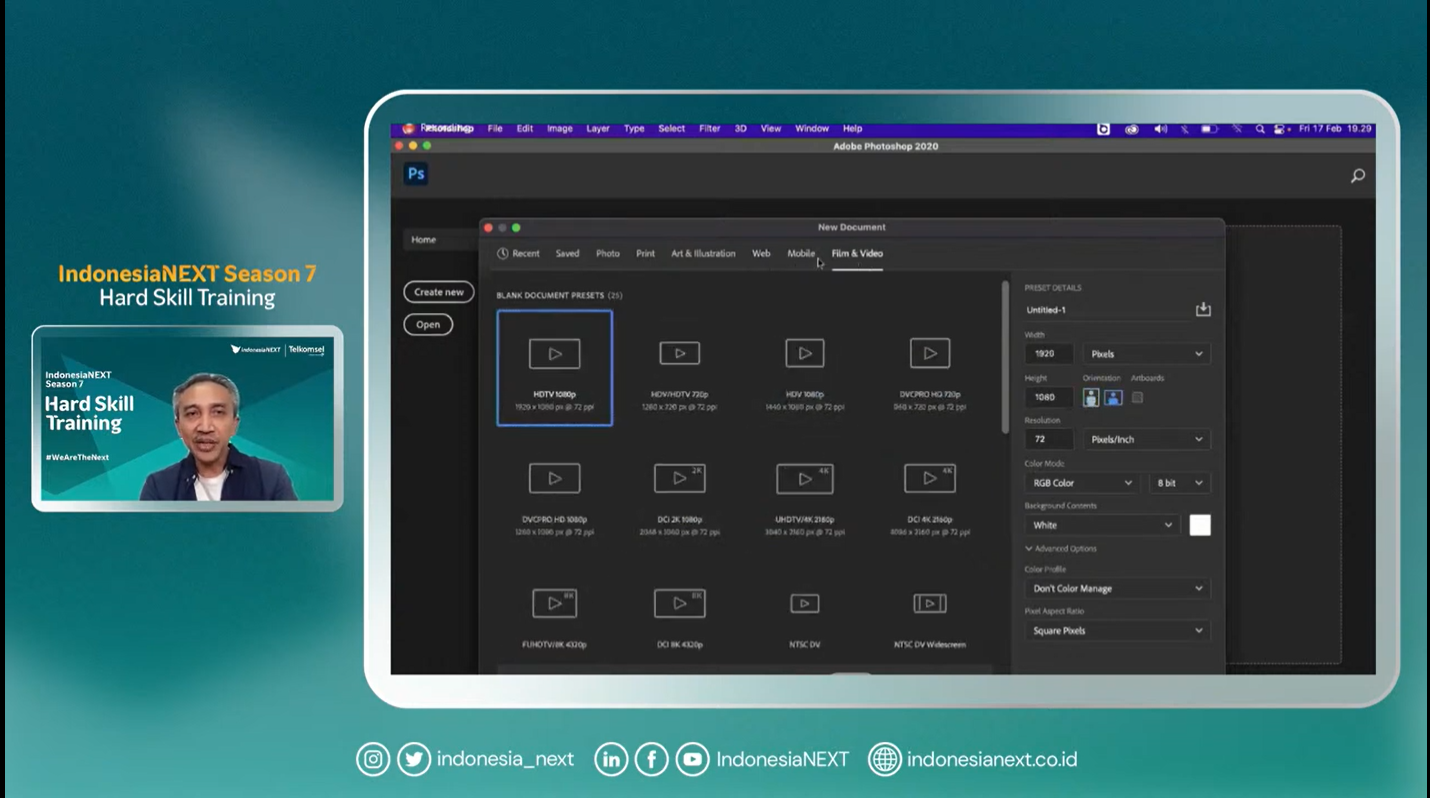 IndonesiaNEXT Season 7
Hard Skill Training
IndonesiaNEXT | Telkomsel
IndonesiaNEXT
Season 7
Hard Skill
Training
#WeAreTheNext
File Edit Image Layer Type Select Filter 3D View Window Help
Fri 17 Feb 19.29
Adobe Photoshop 2020
Ps
Home
Create new
Open
New Document
Recent Saved Photo Print Art & Illustration Web Mobile Film & Video
BLANK DOCUMENT PRESETS (25)
HDTV 1080p
1920 x 1080 px @ 72 ppi
HDV/HDTV 720p
1280 x 720 px @ 72 ppi
HDV 1080p
1440 x 1080 px @ 72 ppi
DVCPRO HD 720p
960 x 720 px @ 72 ppi
DVCPRO HD 1080p
1280 x 1080 px @ 72 ppi
2K
DCI 2K 1080p
2048 x 1080 px @ 72 ppi
4K
UHDTV/4K 2160p
3840 x 2160 px @ 72 ppi
4K
DCI 4K 2160p
4096 x 2160 px @ 72 ppi
8K
FUHDTV/8K 4320p
8K
DCI 8K 4320p
NTSC DV
NTSC DV Widescreen
PRESET DETAILS
Untitled-1
Width
1920 Pixels
Height Orientation Artboards
1080
Resolution
72 Pixels/Inch
Color Mode
RGB Color 8 bit
Background Contents
White
Advanced Options
Color Profile
Don't Color Manage
Pixel Aspect Ratio
Square Pixels
indonesia_next IndonesiaNEXT indonesianext.co.id